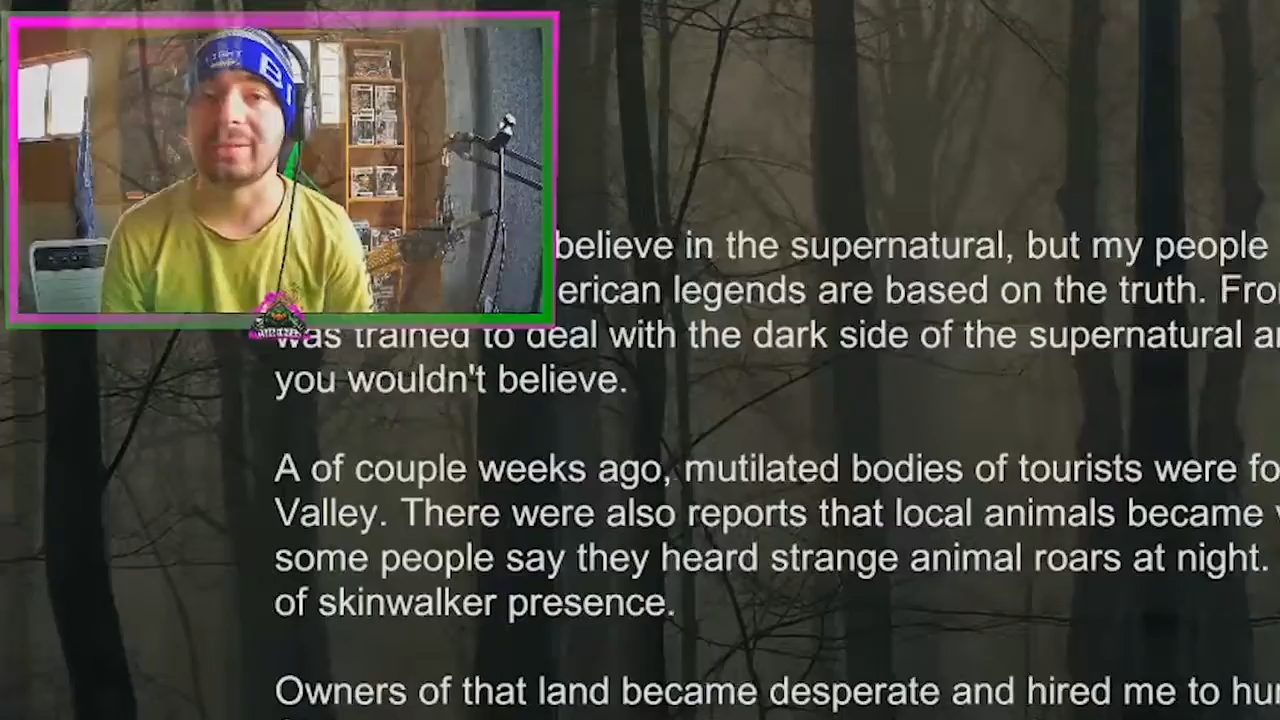 believe in the supernatural, but my people
erican legends are based on the truth.
was trained to deal with the dark side of the supernatural
you wouldn't believe.
A of couple weeks ago, mutilated bodies of tourists were
Valley. There were also reports that local animals became
some people say they heard strange animal roars at night.
of skinwalker presence.
Owners of that land became desperate and hired me to